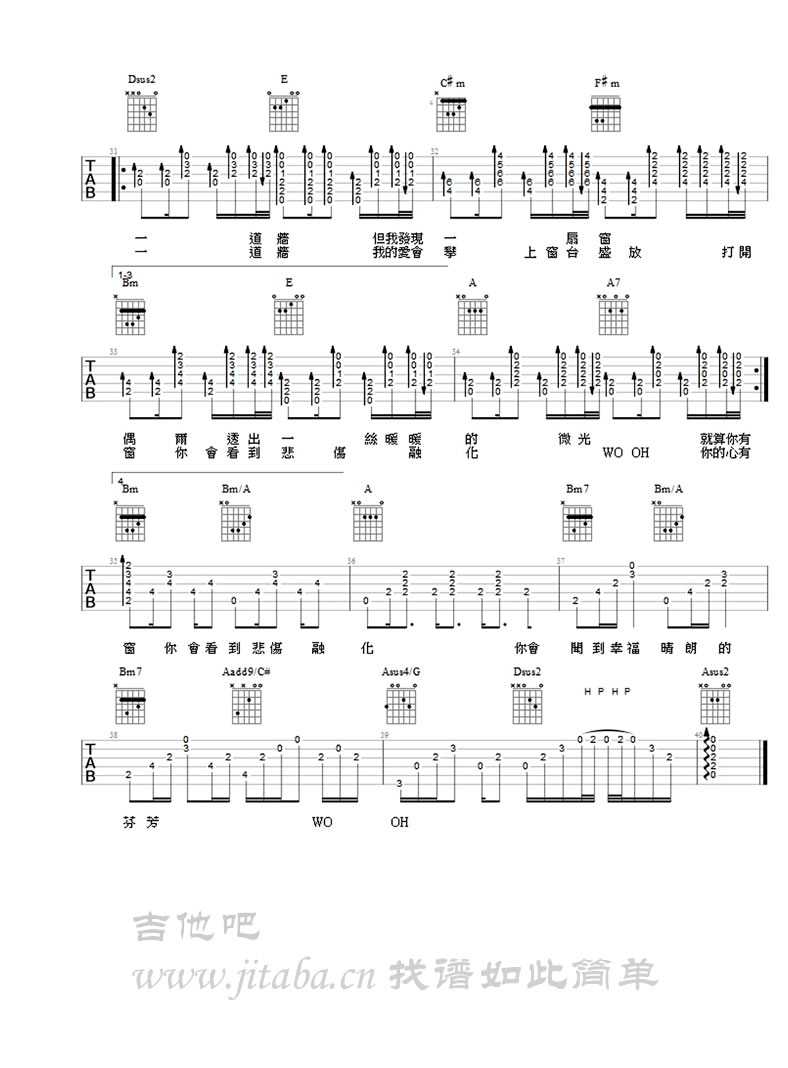 Dsus2 E C#m F#m
4
31 32
一 道 牆 但我發現 一 扇 窗
一 道 牆 我的愛會 攀 上 窗 台 盛 放 打 開
1-3
Bm E A A7
33 34
偶 爾 透 出 一 絲 暖 暖 的 微 光 就算你有
窗 你 會 看 到 悲 傷 融 化 WO OH 你的心有
4
Bm Bm/A A Bm7 Bm/A
35 36 37
窗 你 會 看 到 悲 傷 融 化 你 會 聞 到 幸 福 晴 朗 的
Bm7 Aadd9/C# Asus4/G Dsus2 H P H P Asus2
38 39 40
芬 芳 WO OH
吉他吧
www.jitaba.cn 找谱如此简单